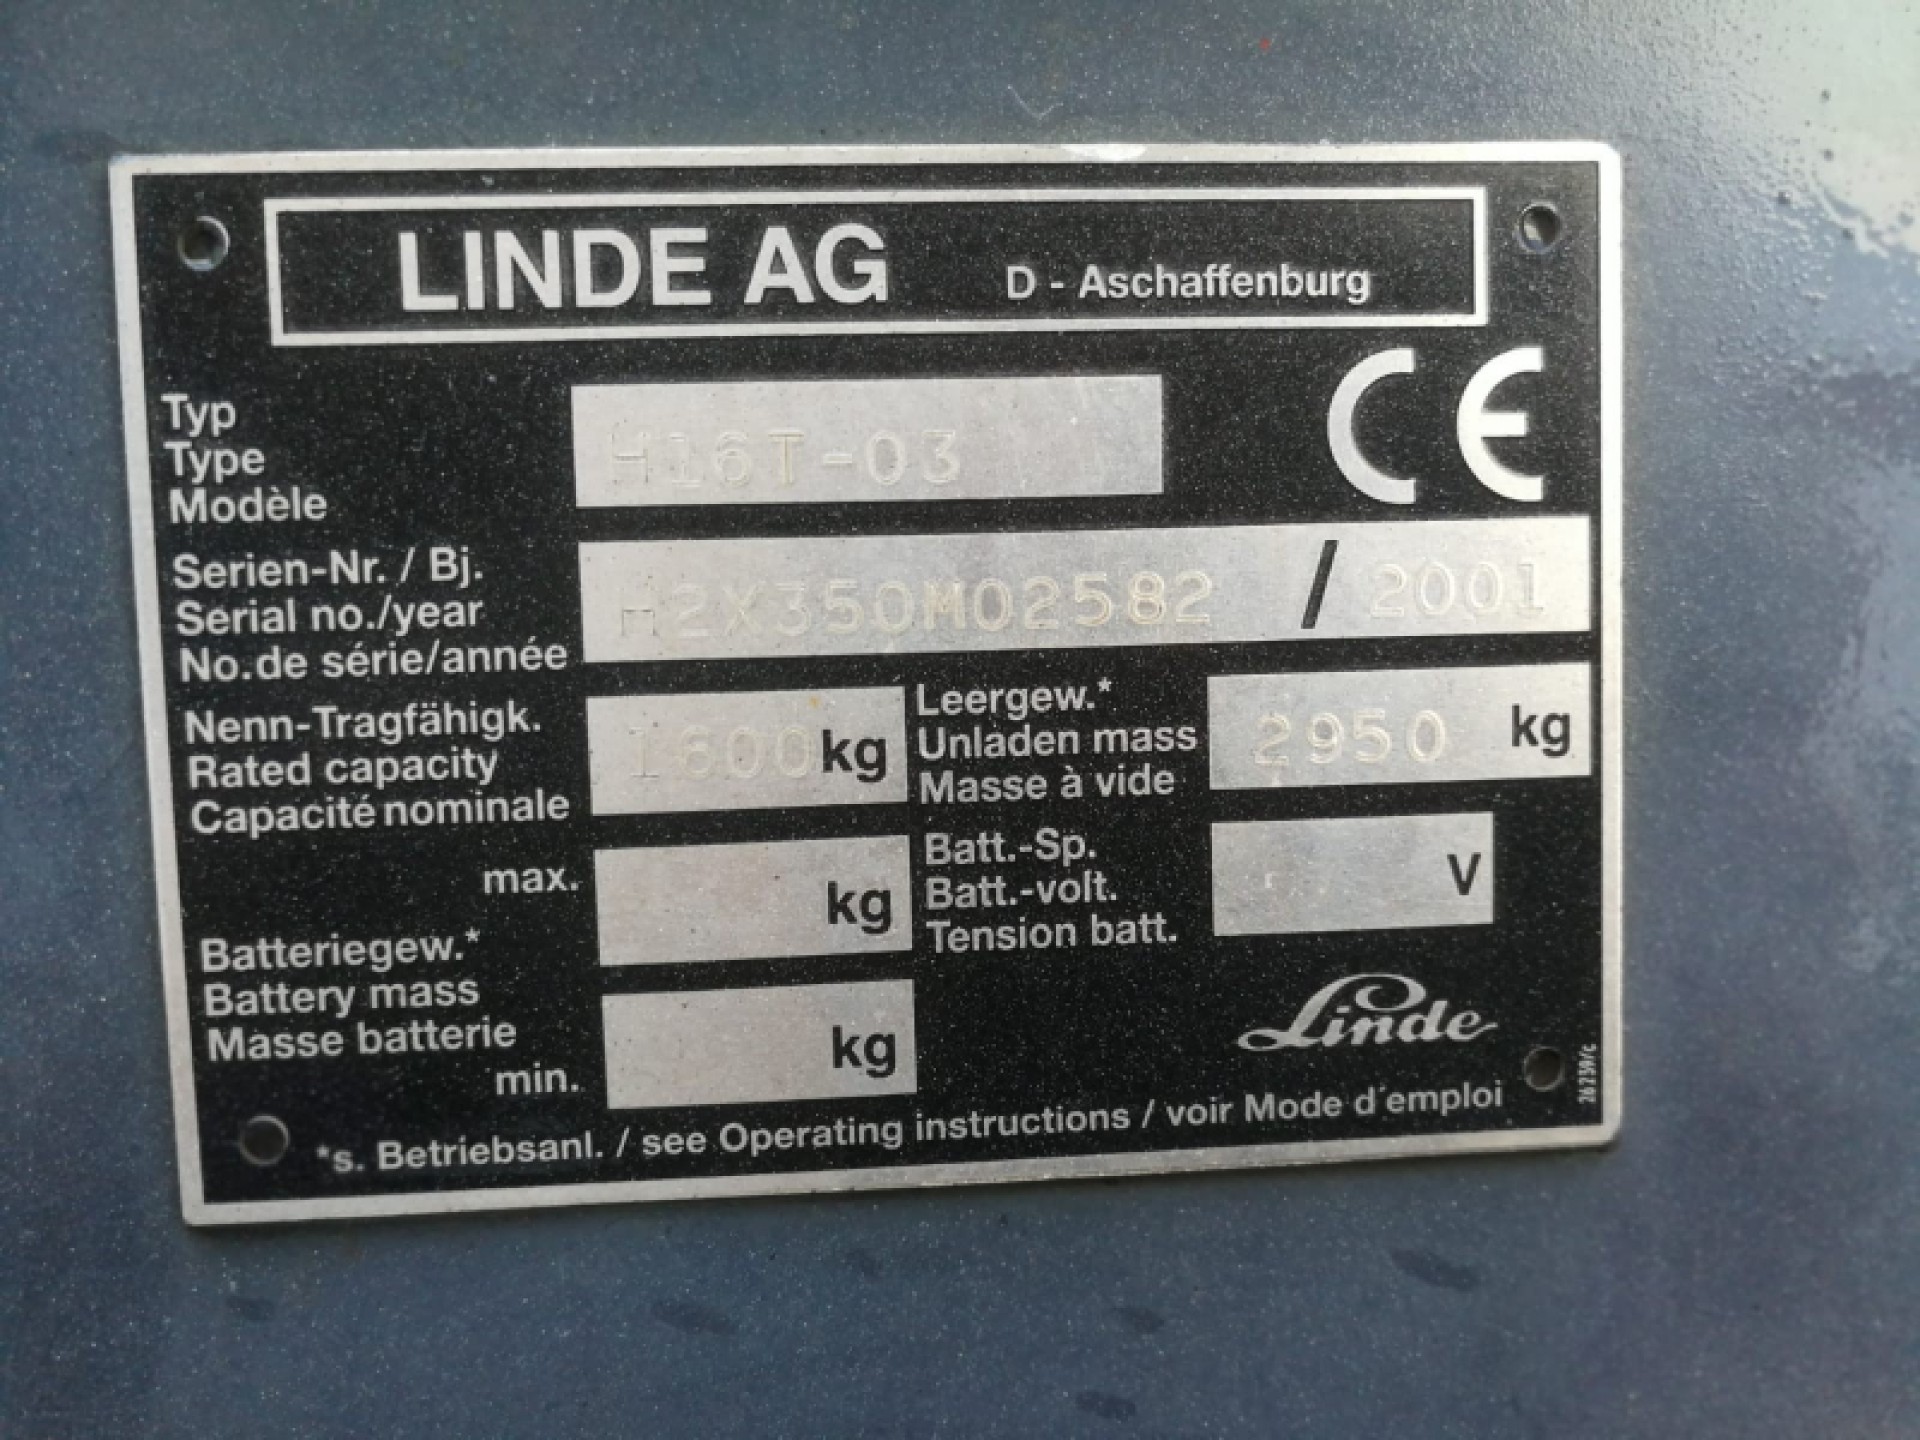 LINDE AG D - Aschaffenburg
CE
Typ
Type
Modèle
H16T-03
Serien-Nr. / Bj.
Serial no./year
No.de série/année
H2X350M02582 / 2001
Nenn-Tragfähigk.
Rated capacity
Capacité nominale
1600 kg
Leergew.*
Unladen mass
Masse à vide
2950 kg
max.
kg
Batt.-Sp.
Batt.-volt.
Tension batt.
V
Batteriegew.*
Battery mass
Masse batterie
min.
kg
Linde
26259/c
*s. Betriebsanl. / see Operating instructions / voir Mode d'emploi